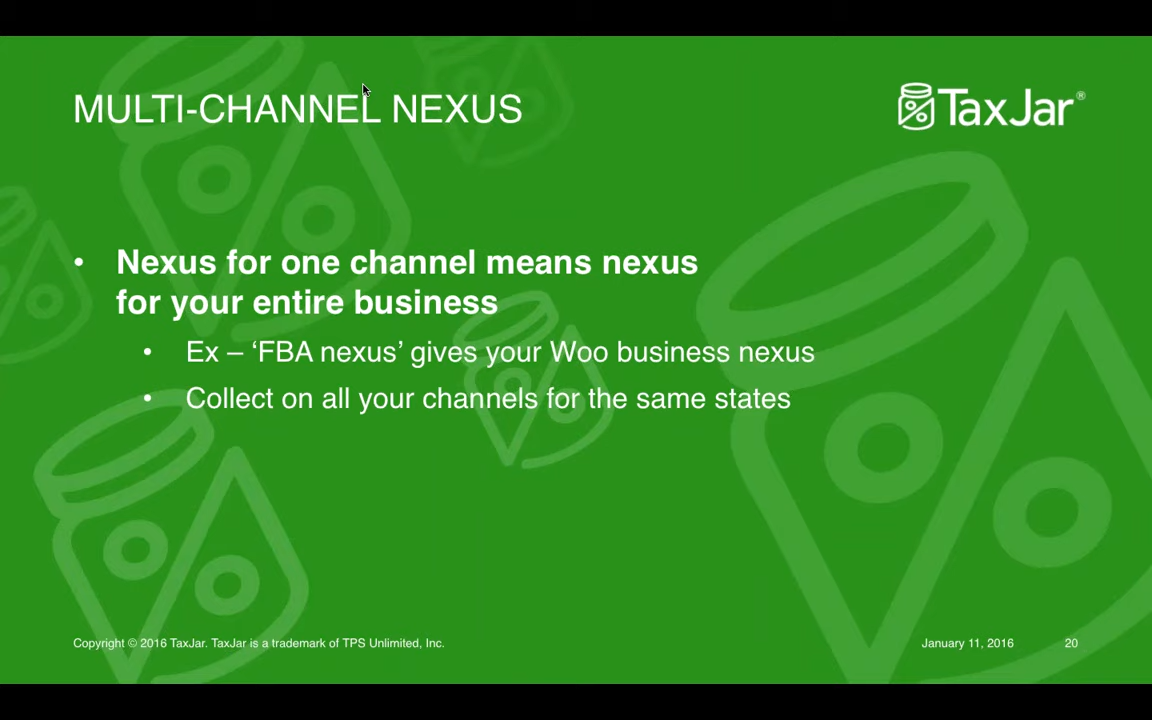 MULTI-CHANNEL NEXUS
TaxJar®
• Nexus for one channel means nexus
for your entire business
• Ex – ‘FBA nexus’ gives your Woo business nexus
• Collect on all your channels for the same states
Copyright © 2016 TaxJar. TaxJar is a trademark of TPS Unlimited, Inc.
January 11, 2016 20